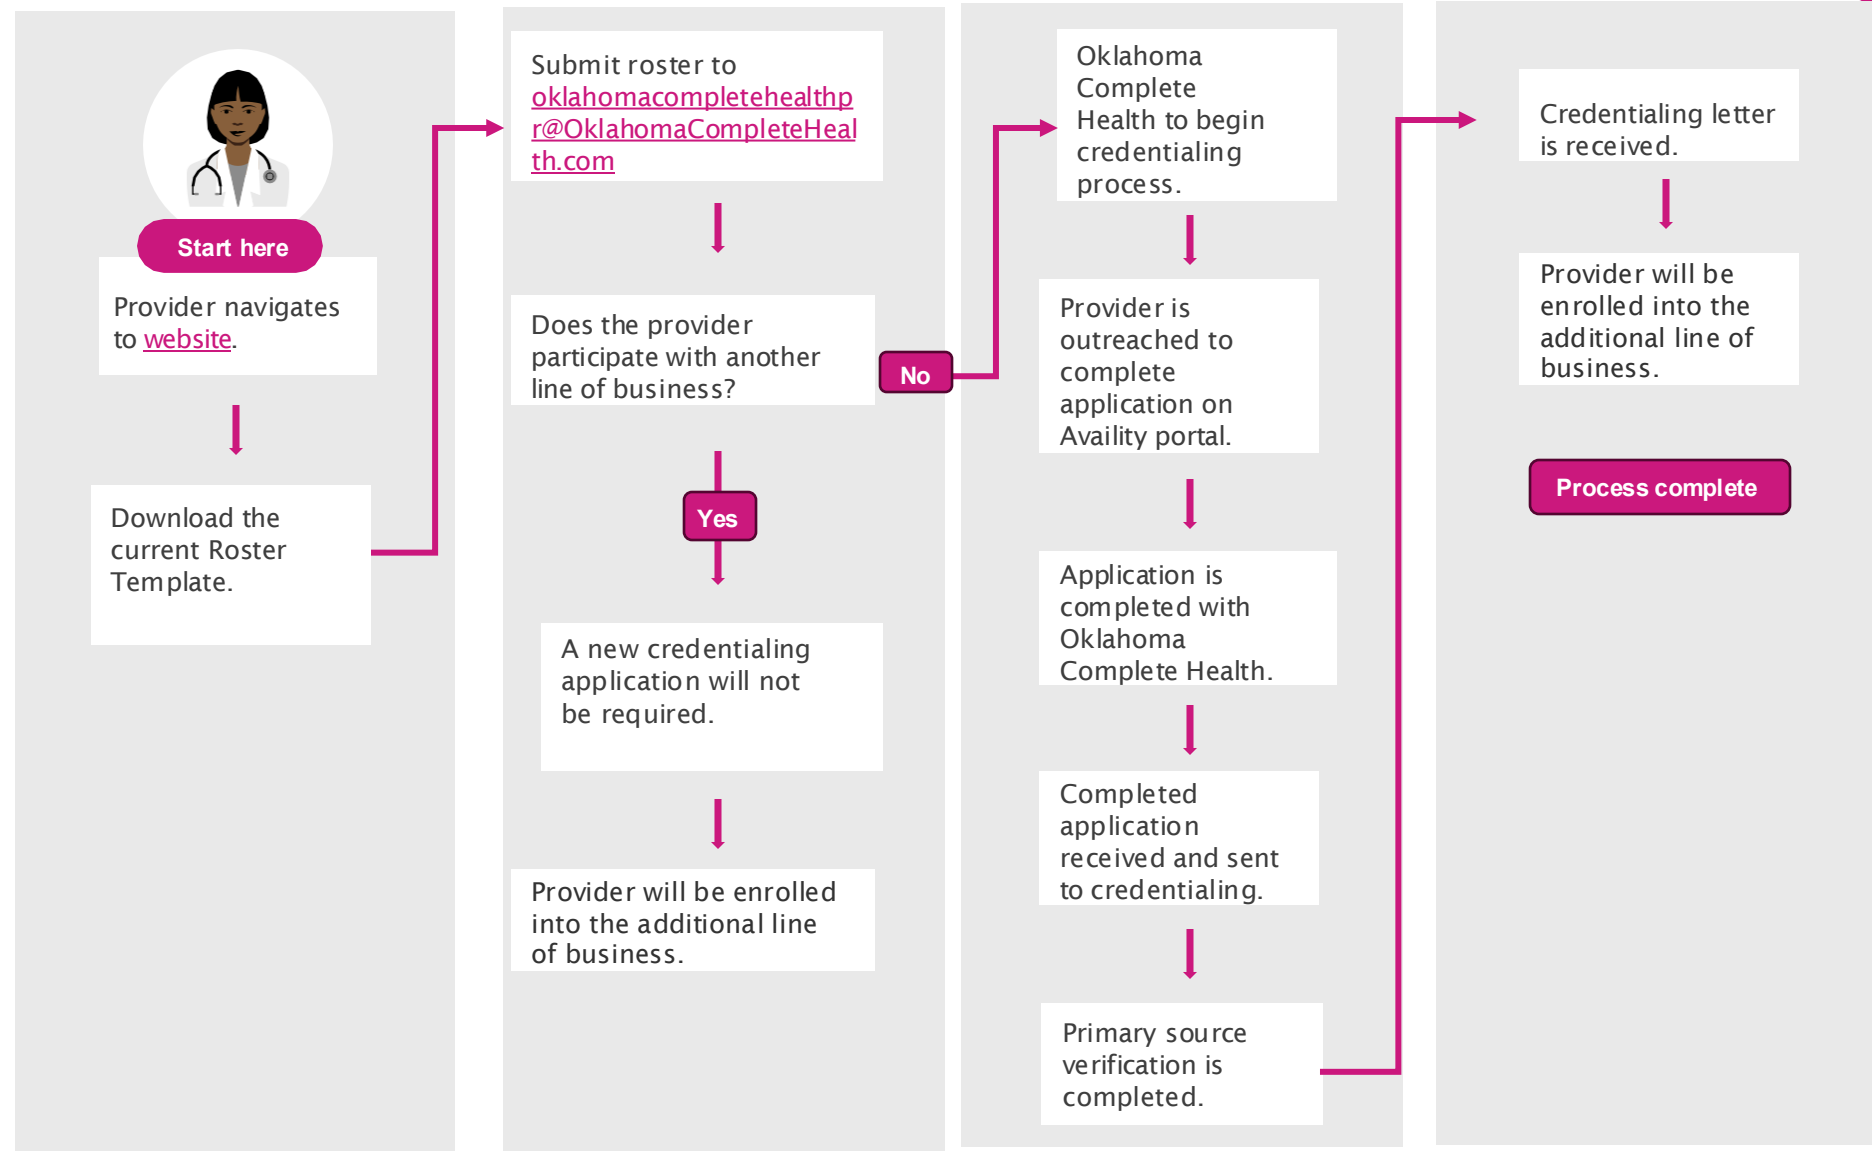 Start here
Provider navigates
to website.
Download the
current Roster
Template.
Submit roster to
oklahomacompletehealthp
r@OklahomaCompleteHeal
th.com
Does the provider
participate with another
line of business?
No
Yes
A new credentialing
application will not
be required.
Provider will be enrolled
into the additional line
of business.
Oklahoma
Complete
Health to begin
credentialing
process.
Provider is
outreached to
complete
application on
Availity portal.
Application is
completed with
Oklahoma
Complete Health.
Completed
application
received and sent
to credentialing.
Primary source
verification is
completed.
Credentialing letter
is received.
Provider will be
enrolled into the
additional line of
business.
Process complete